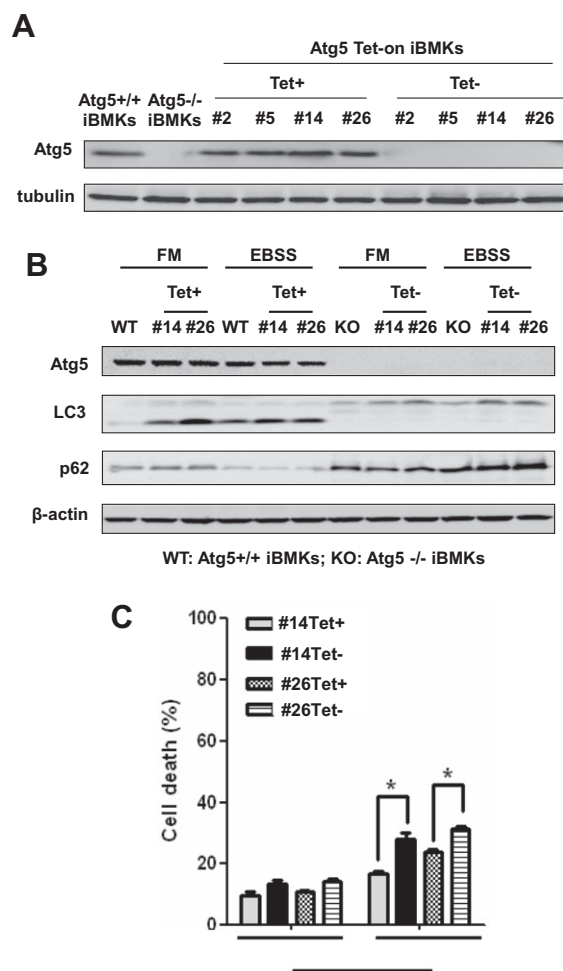 A
Atg5 Tet-on iBMKs
Tet+ Tet-
Atg5+/+ Atg5-/-
iBMKs iBMKs #2 #5 #14 #26 #2 #5 #14 #26
Atg5
tubulin
B
FM EBSS FM EBSS
Tet+ Tet+ Tet- Tet-
WT #14 #26 WT #14 #26 KO #14 #26 KO #14 #26
Atg5
LC3
p62
β-actin
WT: Atg5+/+ iBMKs; KO: Atg5 -/- iBMKs
C
100
80
60
40
20
0
Cell death (%)
#14Tet+
#14Tet-
#26Tet+
#26Tet-
* *